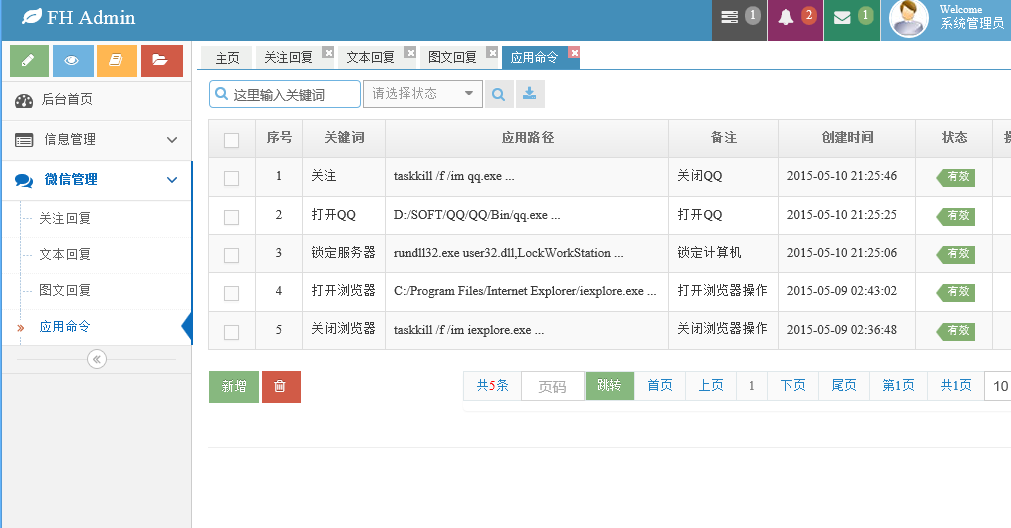 FH Admin
1
2
1
Welcome
系统管理员
主页
关注回复
文本回复
图文回复
应用命令
后台首页
信息管理
微信管理
关注回复
文本回复
图文回复
应用命令
这里输入关键词
请选择状态
序号 关键词 应用路径 备注 创建时间 状态
1 关注 taskkill /f /im qq.exe ... 关闭QQ 2015-05-10 21:25:46 有效
2 打开QQ D:/SOFT/QQ/QQ/Bin/qq.exe ... 打开QQ 2015-05-10 21:25:25 有效
3 锁定服务器 rundll32.exe user32.dll,LockWorkStation ... 锁定计算机 2015-05-10 21:25:06 有效
4 打开浏览器 C:/Program Files/Internet Explorer/iexplore.exe ... 打开浏览器操作 2015-05-09 02:43:02 有效
5 关闭浏览器 taskkill /f /im iexplore.exe ... 关闭浏览器操作 2015-05-09 02:36:48 有效
新增
共5条 页码 跳转 首页 上页 1 下页 尾页 第1页 共1页 10